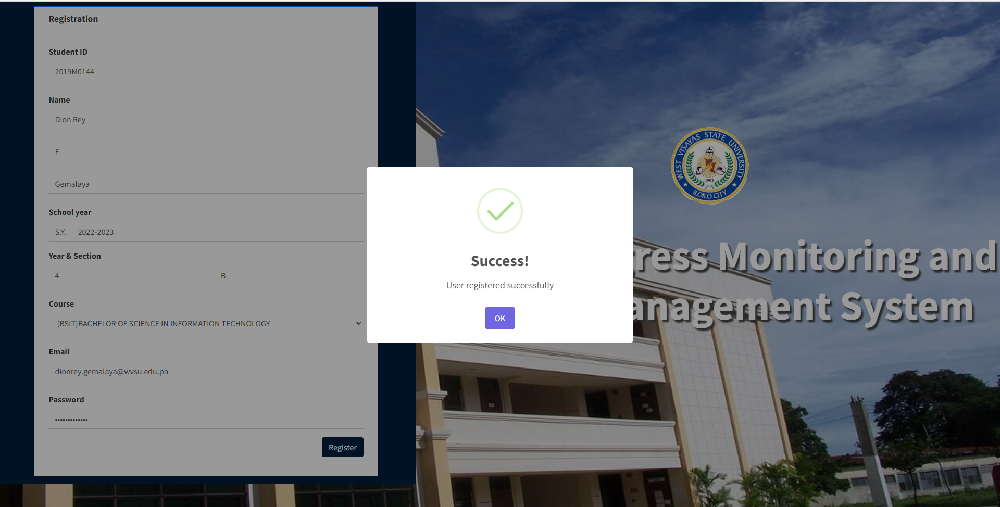 Registration
Student ID
2019M0144
Name
Dion Rey
F
Gemalaya
School year
S.Y. 2022-2023
Year & Section
4 B
Course
(BSIT)BACHELOR OF SCIENCE IN INFORMATION TECHNOLOGY
Email
dionrey.gemalaya@wvsu.edu.ph
Password
•••••••••••••
Register
Success!
User registered successfully
OK
WEST VISAYAS STATE UNIVERSITY
1902
ILOILO CITY
ress Monitoring and
anagement System